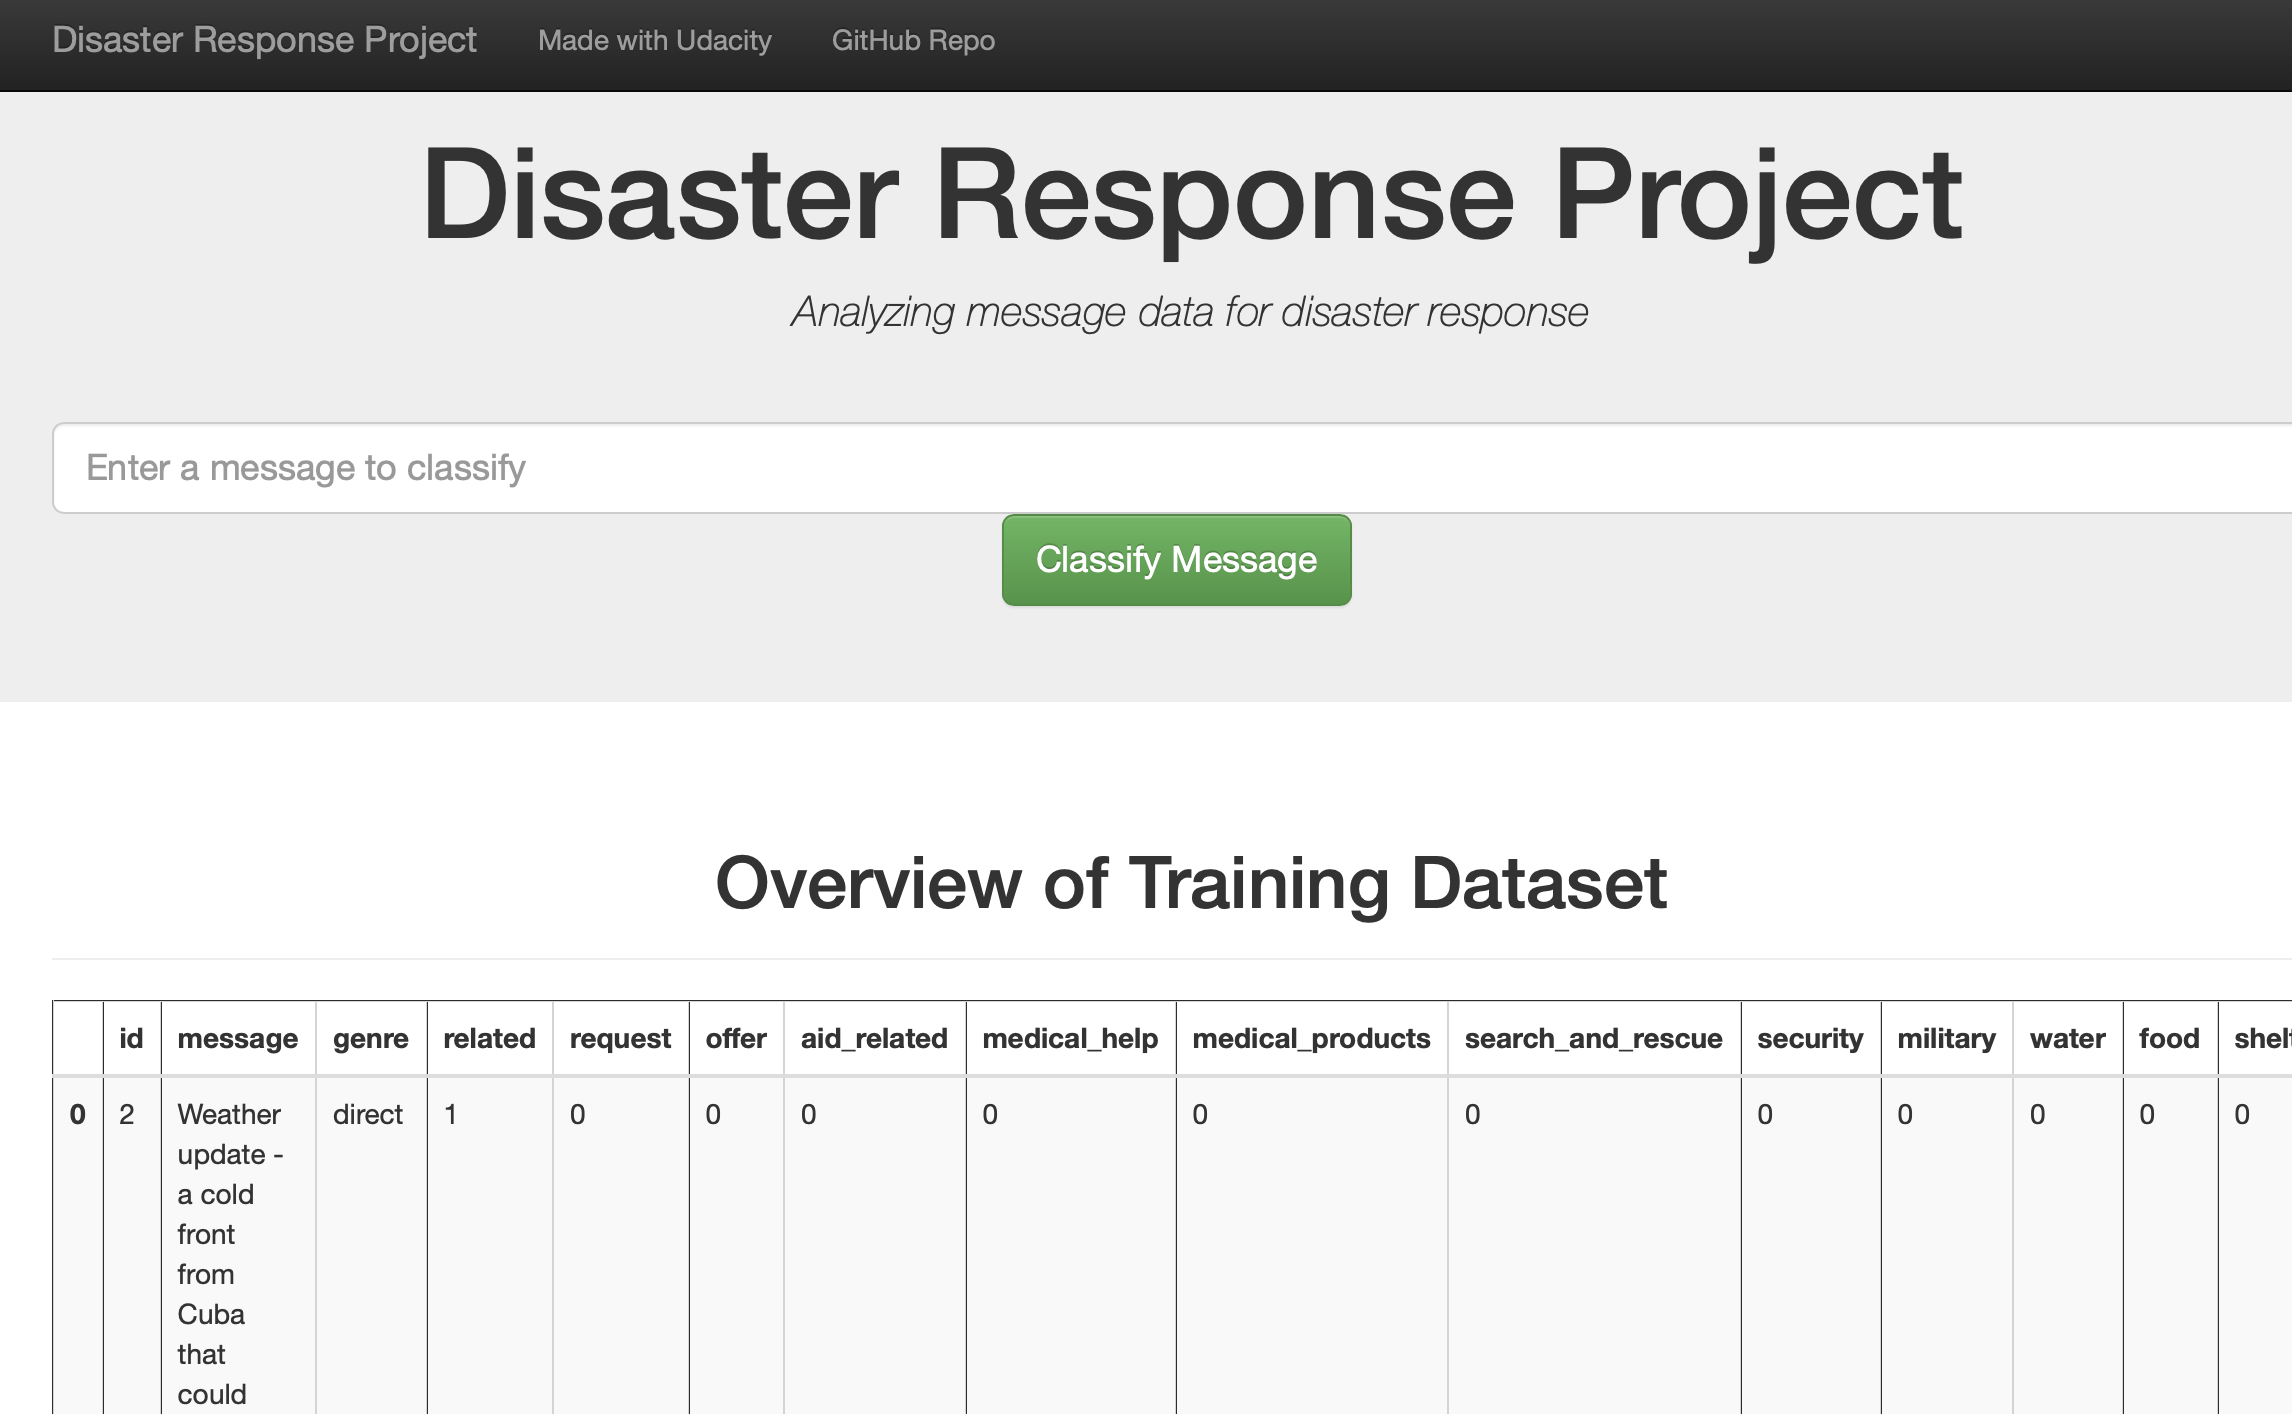 Disaster Response Project Made with Udacity GitHub Repo
Disaster Response Project
Analyzing message data for disaster response
Enter a message to classify
Classify Message
Overview of Training Dataset
id message genre related request offer aid_related medical_help medical_products search_and_rescue security military water food
0 2 Weather direct 1 0 0 0 0 0 0 0 0 0 0 0
update -
a cold
front
from
Cuba
that
could